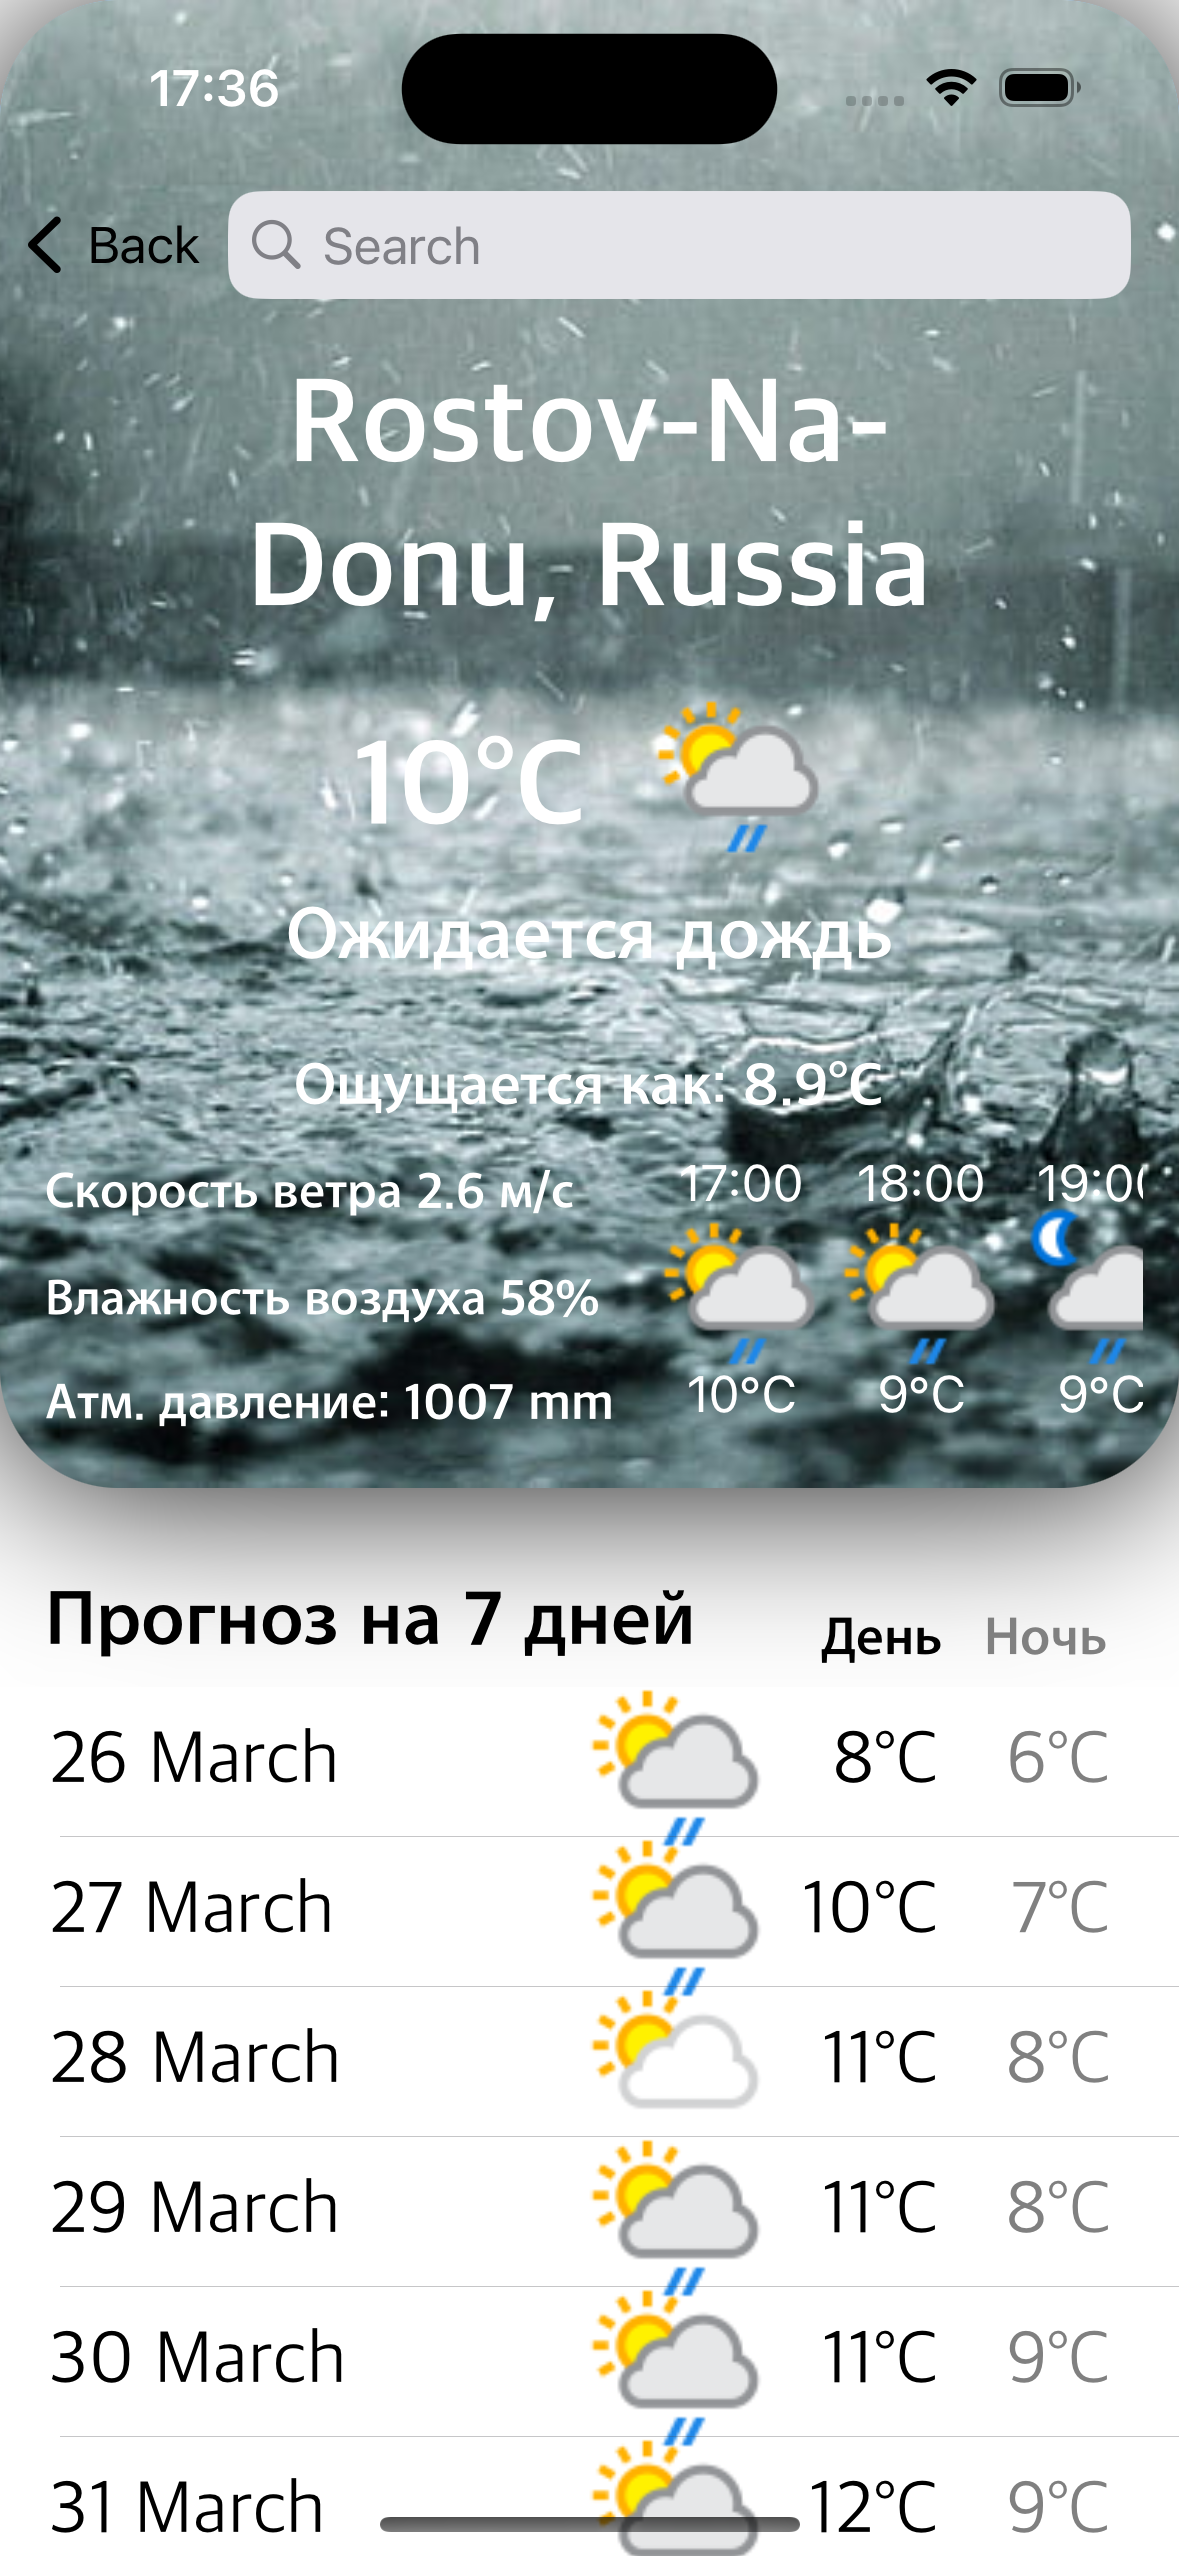 17:36
Back
Search
Rostov-Na-
Donu, Russia
10°C
Ожидается дождь
Ощущается как: 8.9°C
Скорость ветра 2.6 м/с
Влажность воздуха 58%
Атм. давление: 1007 mm
17:00 18:00 19:00
10°C 9°C 9°C
Прогноз на 7 дней День Ночь
26 March 8°C 6°C
27 March 10°C 7°C
28 March 11°C 8°C
29 March 11°C 8°C
30 March 11°C 9°C
31 March 12°C 9°C